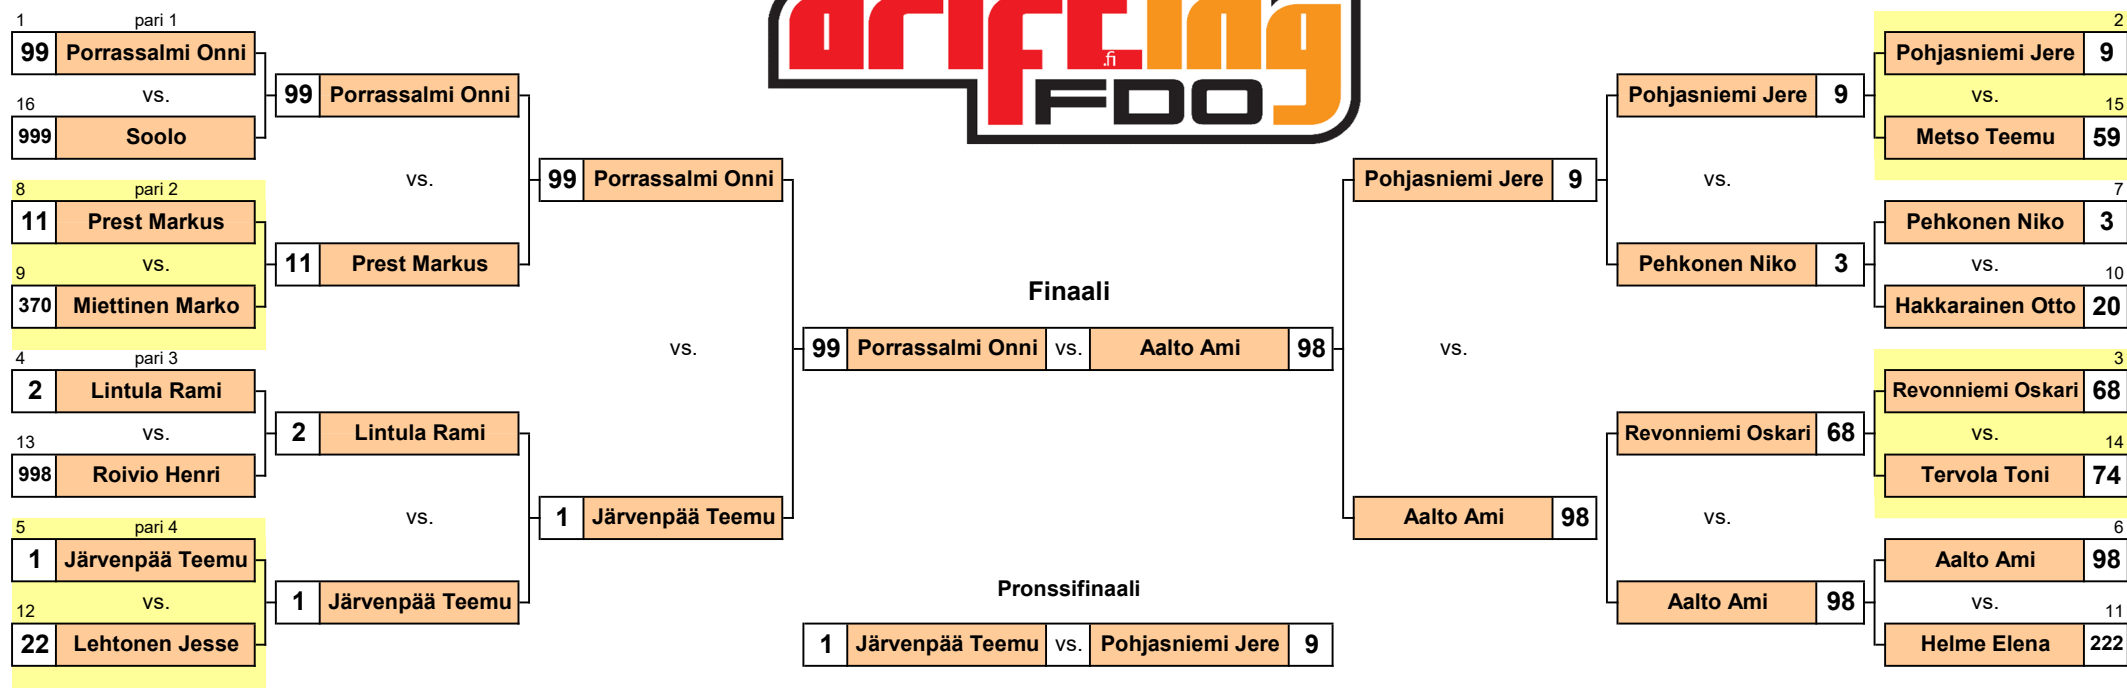 drifting
.fi
FDO
1 pari 1
99 Porrassalmi Onni
vs.
16
999 Soolo
8 pari 2
11 Prest Markus
vs.
9
370 Miettinen Marko
4 pari 3
2 Lintula Rami
vs.
13
998 Roivio Henri
5 pari 4
1 Järvenpää Teemu
vs.
12
22 Lehtonen Jesse
99 Porrassalmi Onni
vs.
11 Prest Markus
2 Lintula Rami
vs.
1 Järvenpää Teemu
99 Porrassalmi Onni
vs.
1 Järvenpää Teemu
Finaali
99 Porrassalmi Onni vs. Aalto Ami 98
Pronssifinaali
1 Järvenpää Teemu vs. Pohjasniemi Jere 9
Pohjasniemi Jere 9
vs.
Aalto Ami 98
Pohjasniemi Jere 9
vs.
Pehkonen Niko 3
Revonniemi Oskari 68
vs.
Aalto Ami 98
2
Pohjasniemi Jere 9
vs.
15
Metso Teemu 59
7
Pehkonen Niko 3
vs.
10
Hakkarainen Otto 20
3
Revonniemi Oskari 68
vs.
14
Tervola Toni 74
6
Aalto Ami 98
vs.
11
Helme Elena 222